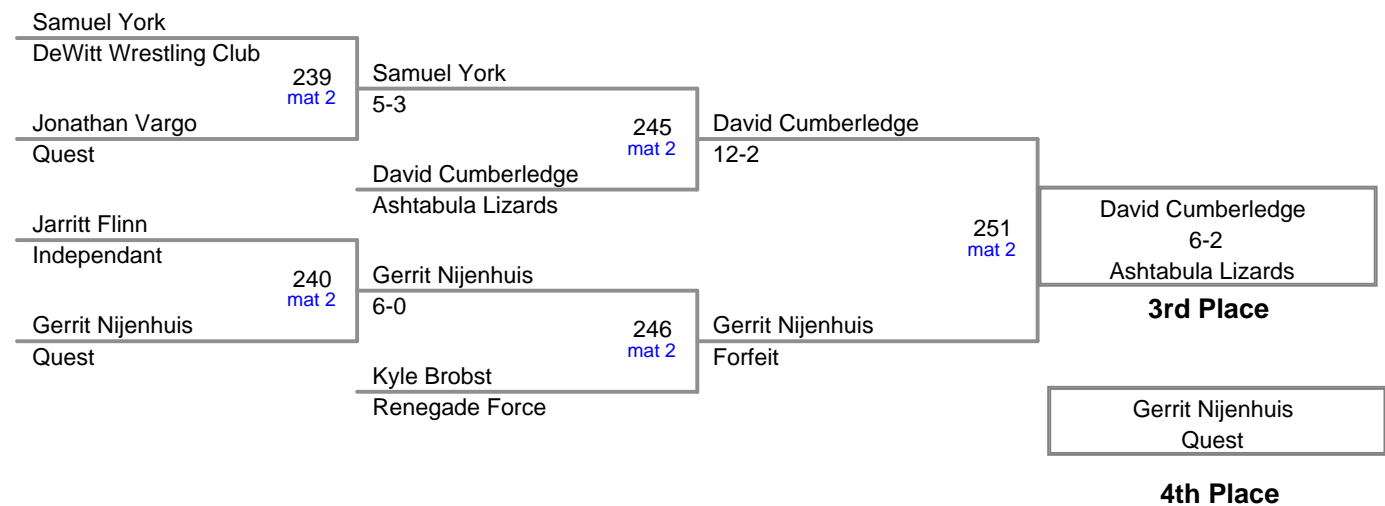 Samuel York
DeWitt Wrestling Club
239
mat 2
Jonathan Vargo
Quest
Jarritt Flinn
Independant
240
mat 2
Gerrit Nijenhuis
Quest
Samuel York
5-3
245
mat 2
David Cumberledge
Ashtabula Lizards
Gerrit Nijenhuis
6-0
246
mat 2
Kyle Brobst
Renegade Force
David Cumberledge
12-2
251
mat 2
Gerrit Nijenhuis
Forfeit
David Cumberledge
6-2
Ashtabula Lizards
3rd Place
Gerrit Nijenhuis
Quest
4th Place